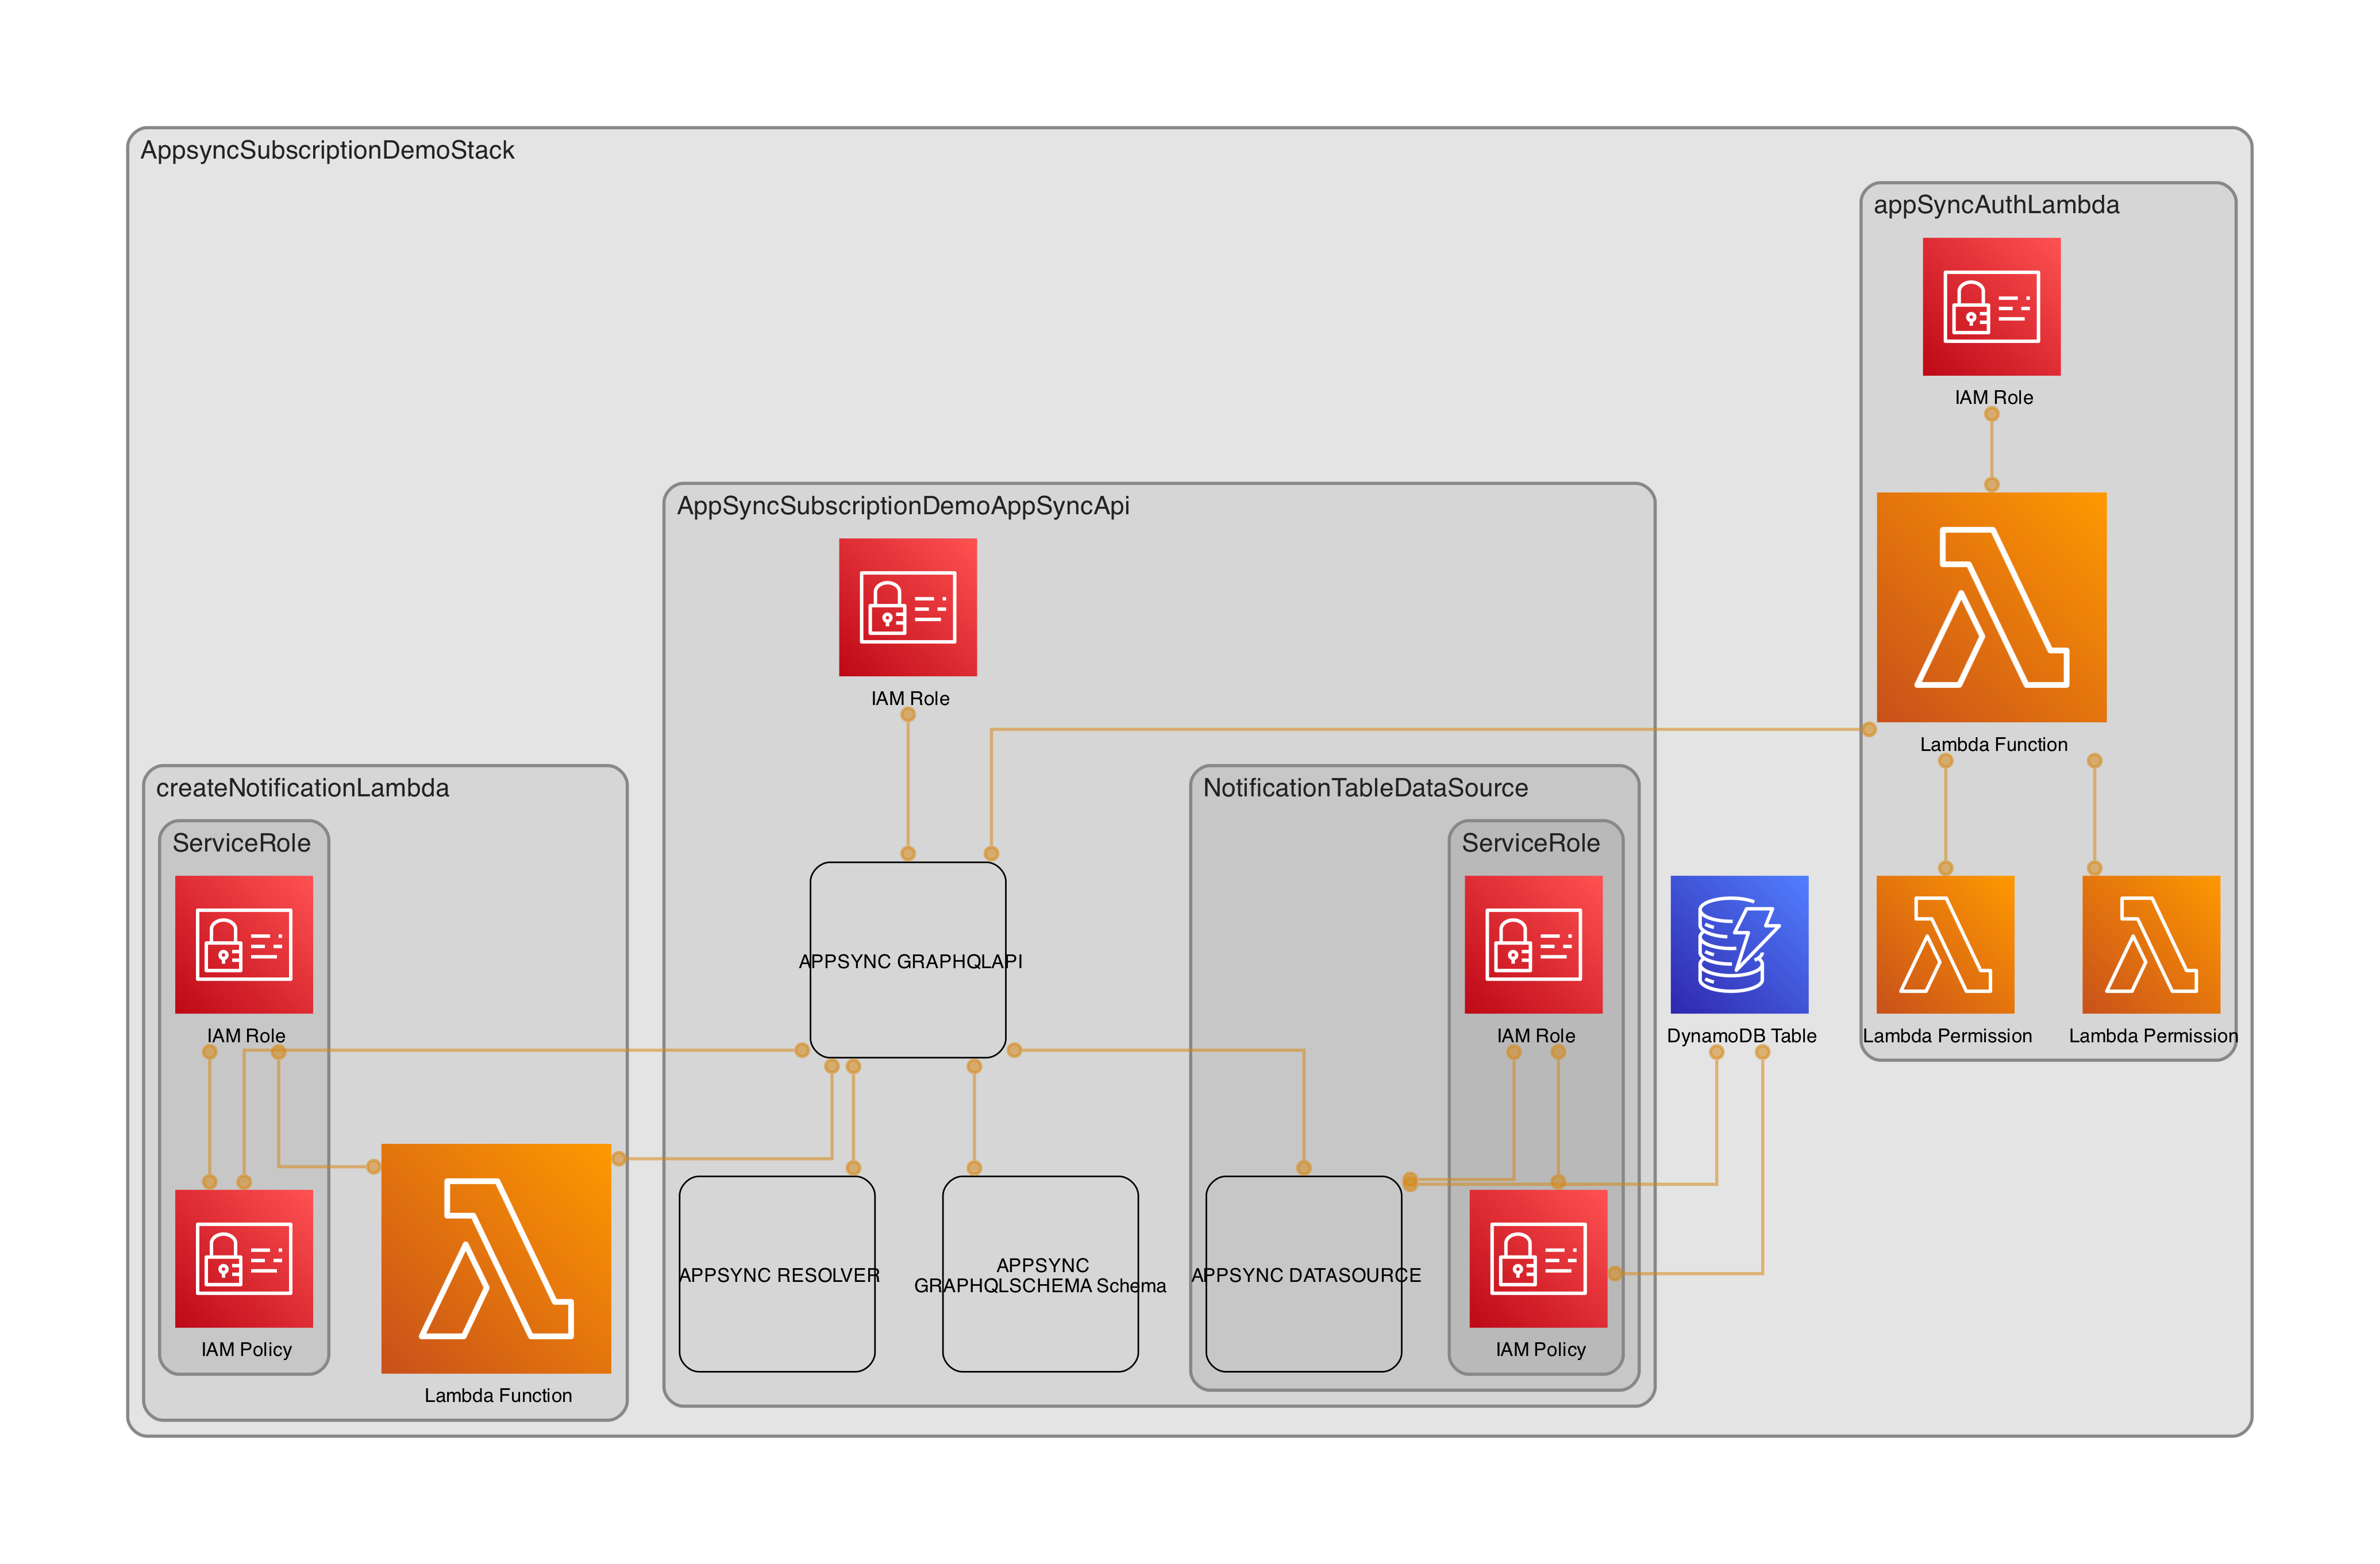 AppsyncSubscriptionDemoStack
appSyncAuthLambda
IAM Role
Lambda Function
Lambda Permission
Lambda Permission
AppSyncSubscriptionDemoAppSyncApi
IAM Role
APPSYNC GRAPHQLAPI
APPSYNC RESOLVER
APPSYNC
GRAPHQLSCHEMA Schema
NotificationTableDataSource
ServiceRole
IAM Role
APPSYNC DATASOURCE
IAM Policy
DynamoDB Table
createNotificationLambda
ServiceRole
IAM Role
IAM Policy
Lambda Function